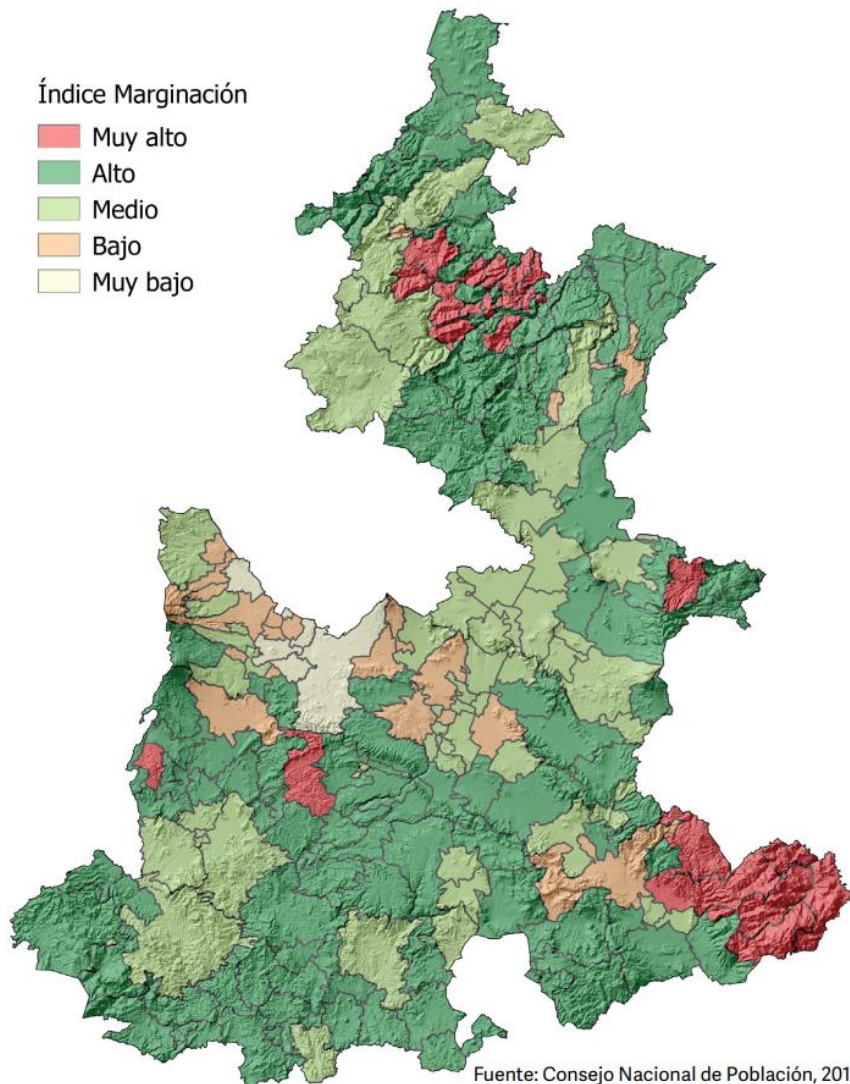 Índice Marginación
Muy alto
Alto
Medio
Bajo
Muy bajo
Fuente: Consejo Nacional de Población, 201